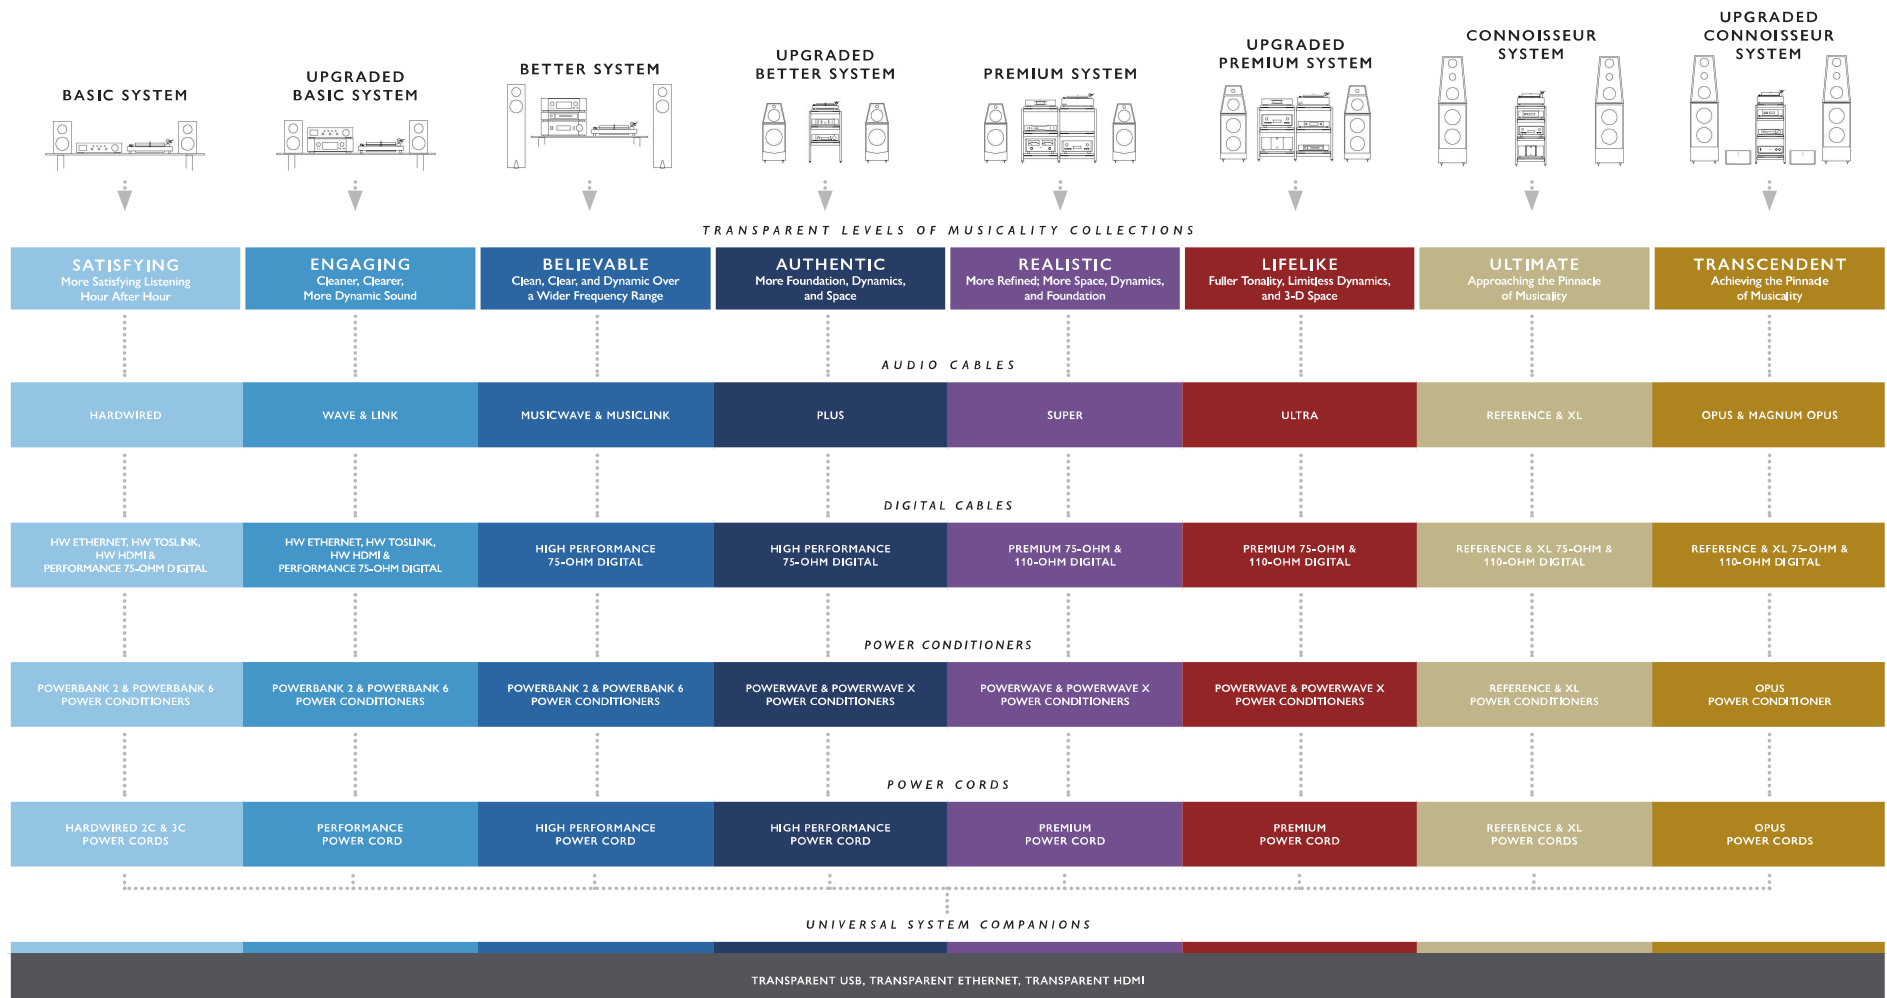 BASIC SYSTEM
UPGRADED
BASIC SYSTEM
BETTER SYSTEM
UPGRADED
BETTER SYSTEM
PREMIUM SYSTEM
UPGRADED
PREMIUM SYSTEM
CONNOISSEUR
SYSTEM
UPGRADED
CONNOISSEUR
SYSTEM
TRANSPARENT LEVELS OF MUSICALITY COLLECTIONS
SATISFYING
More Satisfying Listening
Hour After Hour
ENGAGING
Cleaner, Clearer,
More Dynamic Sound
BELIEVABLE
Clean, Clear, and Dynamic Over
a Wider Frequency Range
AUTHENTIC
More Foundation, Dynamics,
and Space
REALISTIC
More Refined; More Space, Dynamics,
and Foundation
LIFELIKE
Fuller Tonality, Limitless Dynamics,
and 3-D Space
ULTIMATE
Approaching the Pinnacle
of Musicality
TRANSCENDENT
Achieving the Pinnacle
of Musicality
AUDIO CABLES
HARDWIRED
WAVE & LINK
MUSICWAVE & MUSICLINK
PLUS
SUPER
ULTRA
REFERENCE & XL
OPUS & MAGNUM OPUS
DIGITAL CABLES
HW ETHERNET, HW TOSLINK,
HW HDMI &
PERFORMANCE 75-OHM DIGITAL
HW ETHERNET, HW TOSLINK,
HW HDMI &
PERFORMANCE 75-OHM DIGITAL
HIGH PERFORMANCE
75-OHM DIGITAL
HIGH PERFORMANCE
75-OHM DIGITAL
PREMIUM 75-OHM &
110-OHM DIGITAL
PREMIUM 75-OHM &
110-OHM DIGITAL
REFERENCE & XL 75-OHM &
110-OHM DIGITAL
REFERENCE & XL 75-OHM &
110-OHM DIGITAL
POWER CONDITIONERS
POWERBANK 2 & POWERBANK 6
POWER CONDITIONERS
POWERBANK 2 & POWERBANK 6
POWER CONDITIONERS
POWERBANK 2 & POWERBANK 6
POWER CONDITIONERS
POWERWAVE & POWERWAVE X
POWER CONDITIONERS
POWERWAVE & POWERWAVE X
POWER CONDITIONERS
POWERWAVE & POWERWAVE X
POWER CONDITIONERS
REFERENCE & XL
POWER CONDITIONERS
OPUS
POWER CONDITIONER
POWER CORDS
HARDWIRED 2C & 3C
POWER CORDS
PERFORMANCE
POWER CORD
HIGH PERFORMANCE
POWER CORD
HIGH PERFORMANCE
POWER CORD
PREMIUM
POWER CORD
PREMIUM
POWER CORD
REFERENCE & XL
POWER CORDS
OPUS
POWER CORDS
UNIVERSAL SYSTEM COMPANIONS
TRANSPARENT USB, TRANSPARENT ETHERNET, TRANSPARENT HDMI